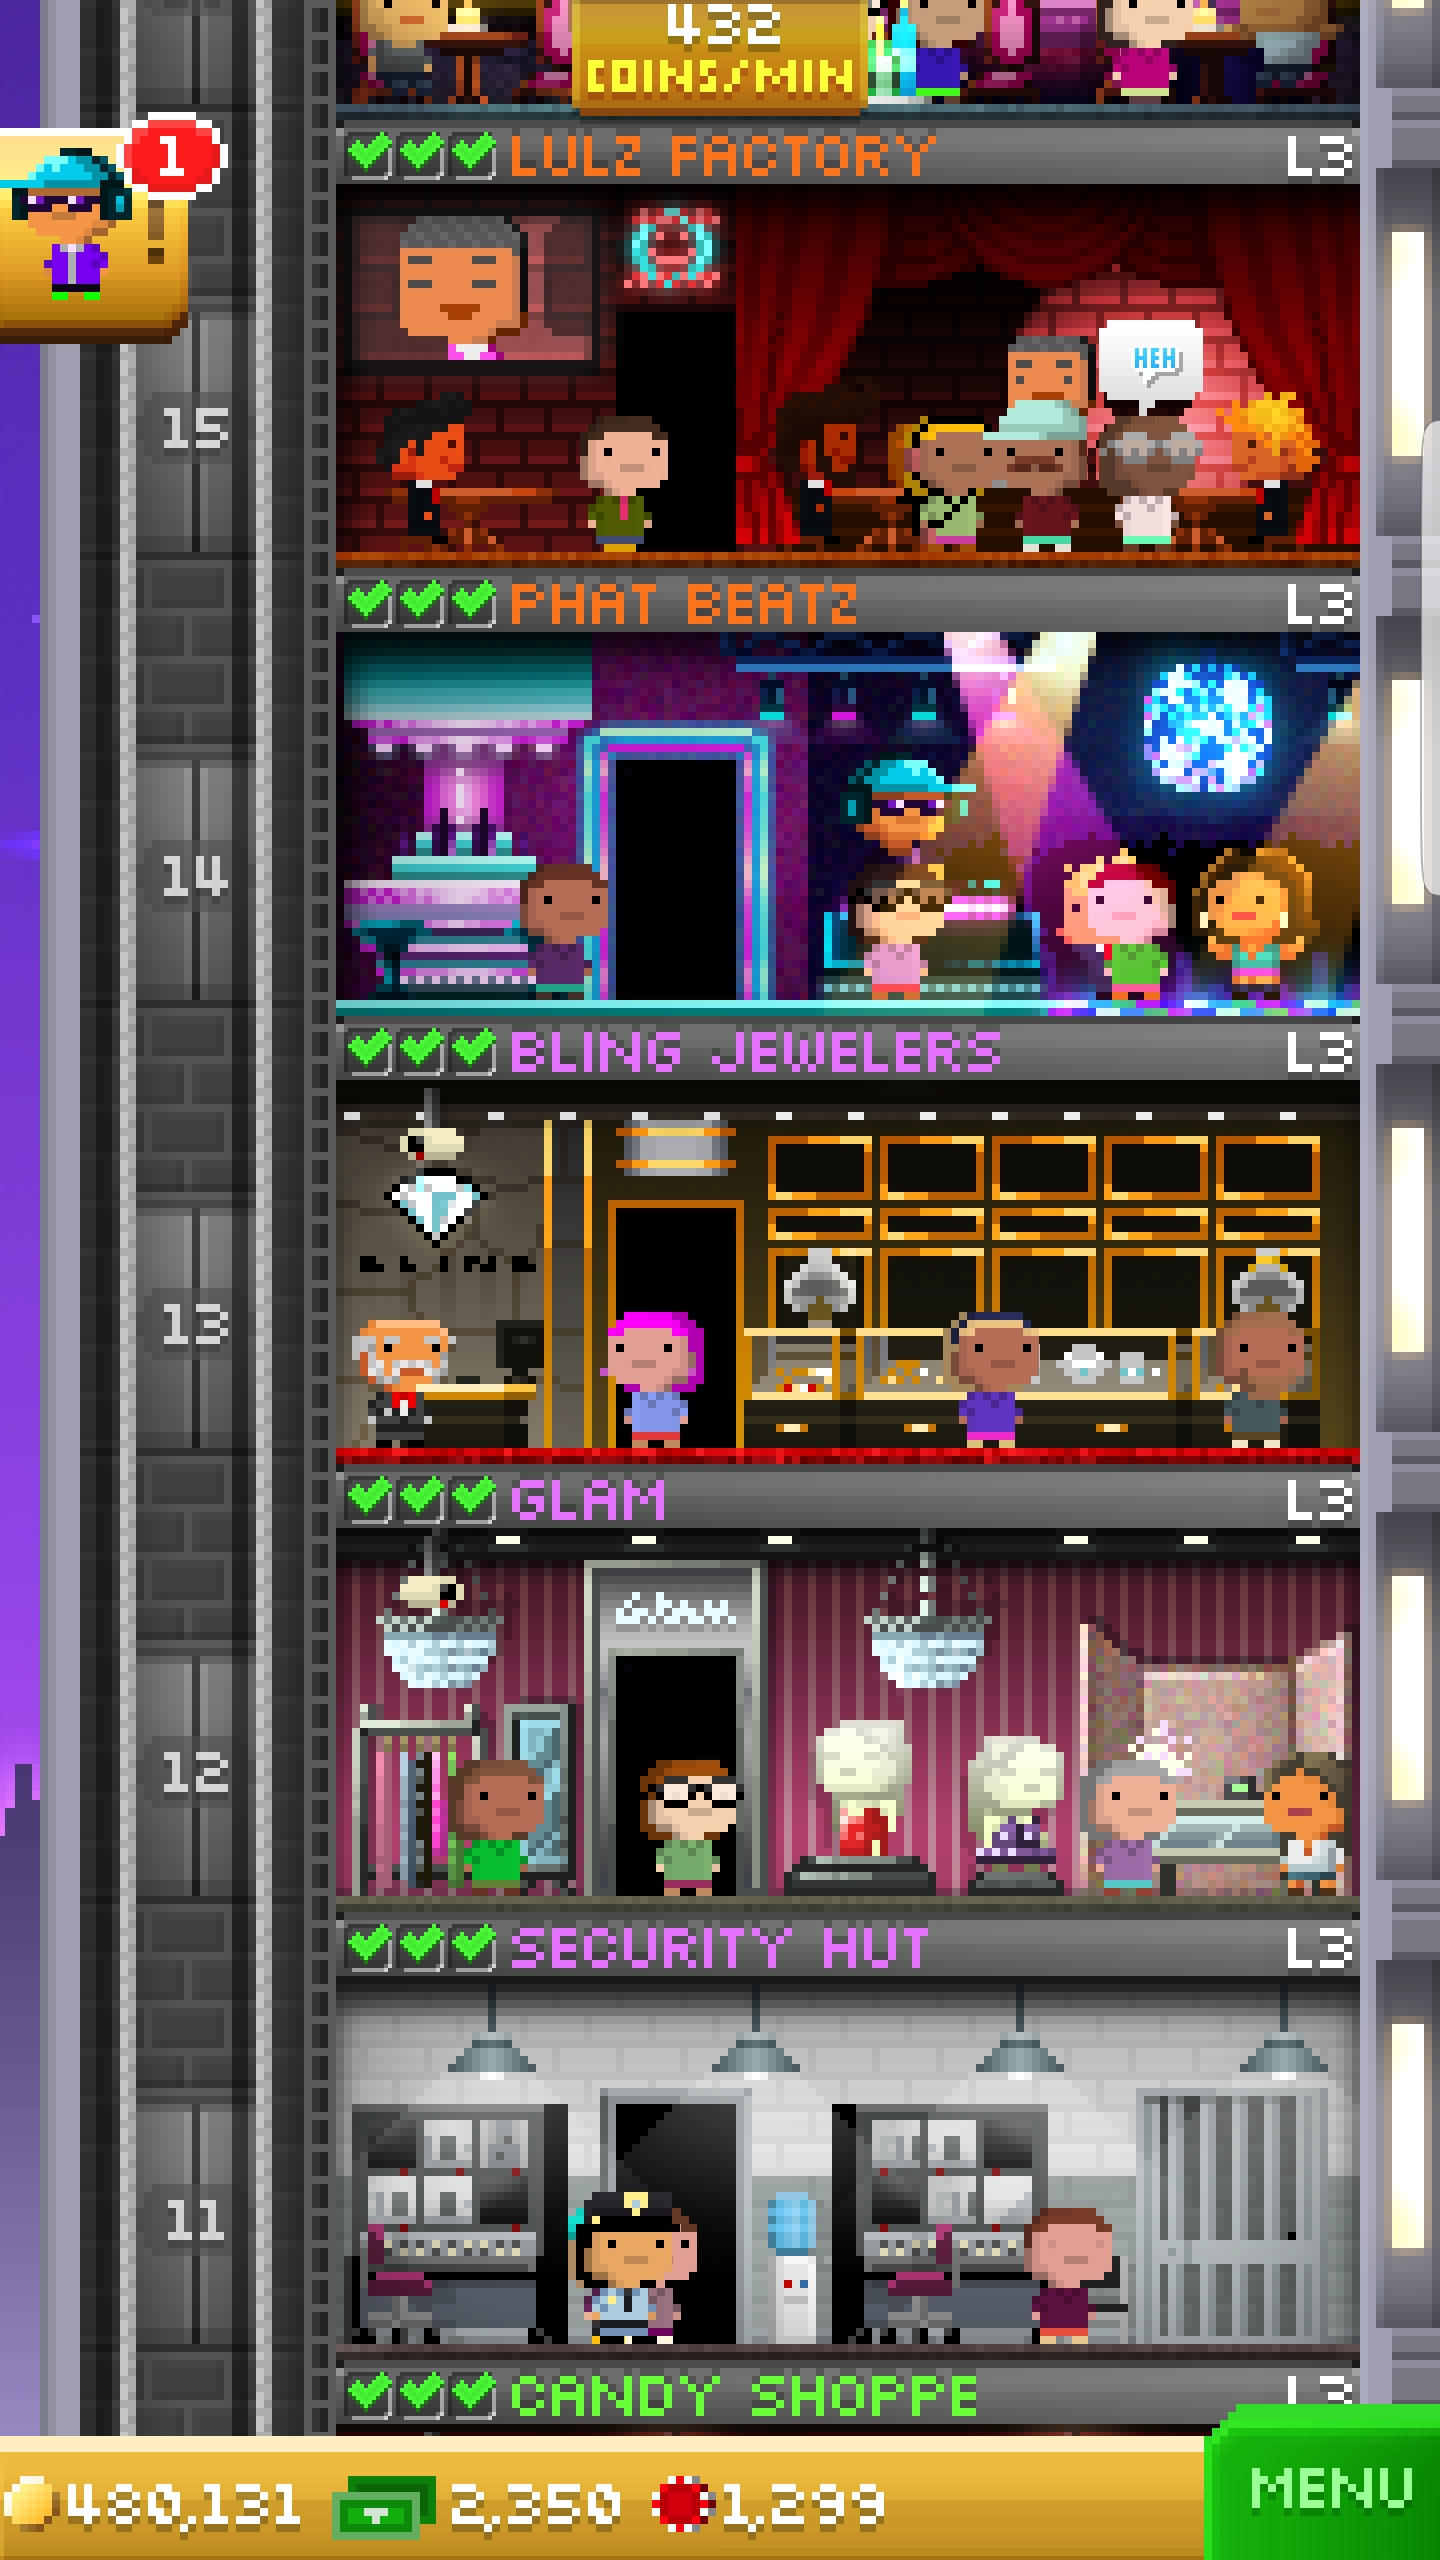 432
COINS/MIN
1
LULZ FACTORY
L3
HEH
15
PHAT BEATZ
L3
14
BLING JEWELERS
L3
BLING
13
GLAM
L3
Glam
12
SECURITY HUT
L3
11
CANDY SHOPPE
L3
480,131
2,350
1,299
MENU